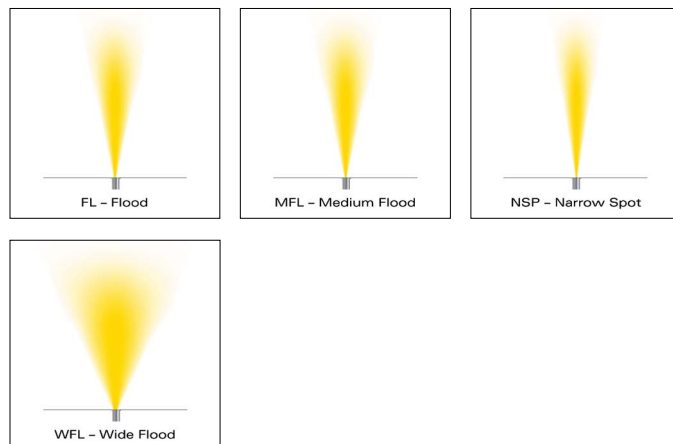 FL – Flood
MFL – Medium Flood
NSP – Narrow Spot
WFL – Wide Flood